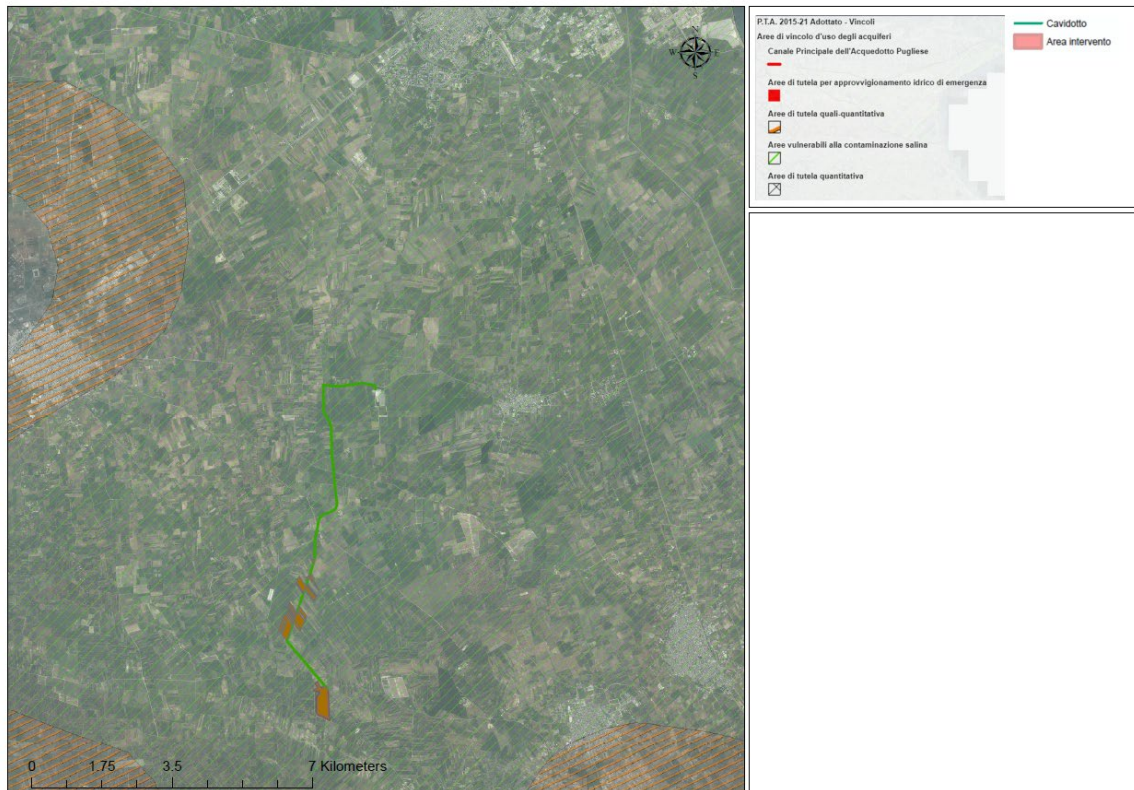 N
W E
S
0 1.75 3.5 7 Kilometers
P.T.A. 2015-21 Adottato - Vincoli
Aree di vincolo d'uso degli acquiferi
Canale Principale dell'Acquedotto Pugliese
Aree di tutela per approvvigionamento idrico di emergenza
Aree di tutela quali-quantitativa
Aree vulnerabili alla contaminazione salina
Aree di tutela quantitativa
Cavidotto
Area intervento